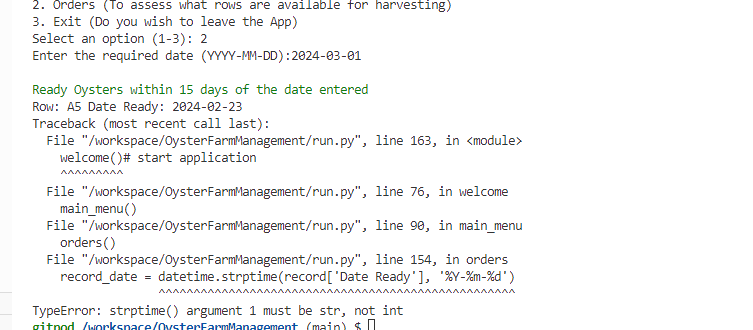 2. Orders (To assess what rows are available for harvesting)
3. Exit (Do you wish to leave the App)
Select an option (1-3): 2
Enter the required date (YYYY-MM-DD):2024-03-01
Ready Oysters within 15 days of the date entered
Row: A5 Date Ready: 2024-02-23
Traceback (most recent call last):
  File "/workspace/OysterFarmManagement/run.py", line 163, in <module>
    welcome()# start application
    ^^^^^^^^^
  File "/workspace/OysterFarmManagement/run.py", line 76, in welcome
    main_menu()
  File "/workspace/OysterFarmManagement/run.py", line 90, in main_menu
    orders()
  File "/workspace/OysterFarmManagement/run.py", line 154, in orders
    record_date = datetime.strptime(record['Date Ready'], '%Y-%m-%d')
                  ^^^^^^^^^^^^^^^^^^^^^^^^^^^^^^^^^^^^^^^^^^^^^^^^^^^
TypeError: strptime() argument 1 must be str, not int
gitpod /workspace/OysterFarmManagement (main) $